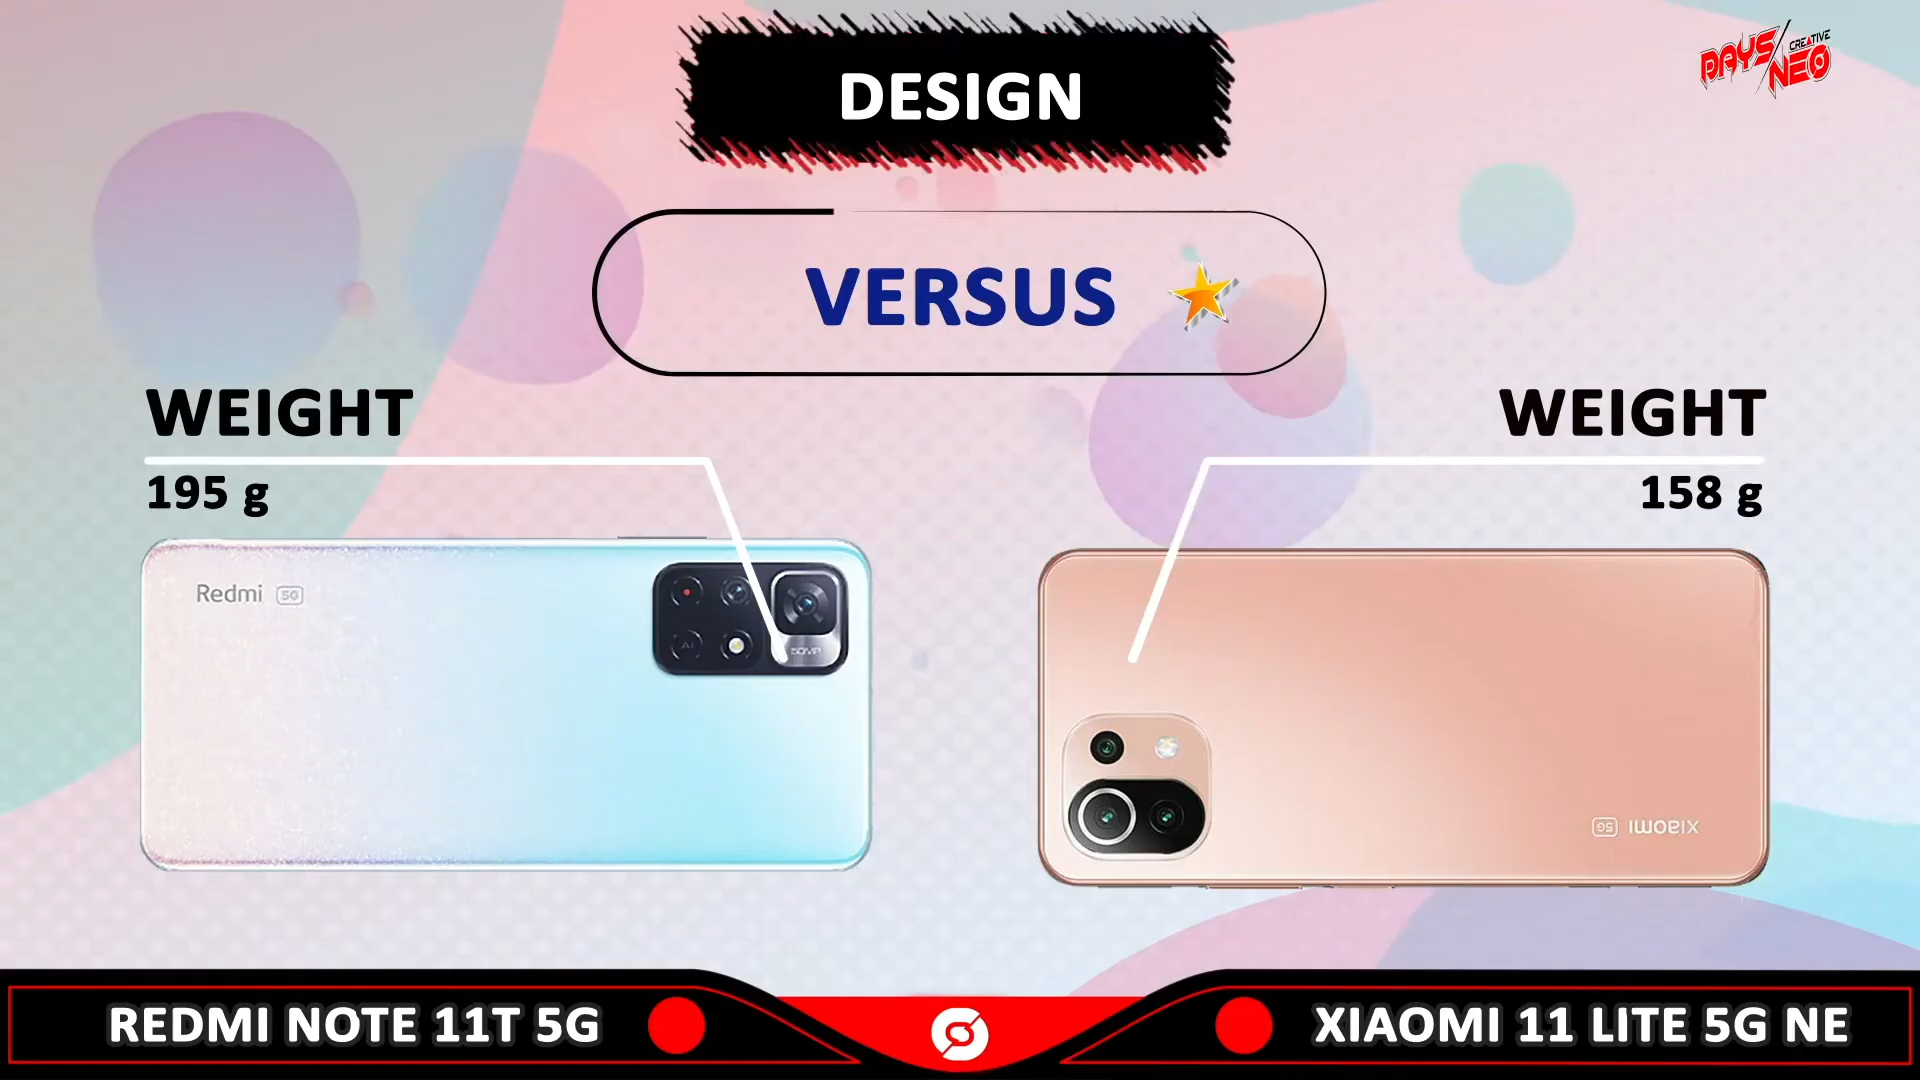 DESIGN
DAYS CREATIVE
NEO
VERSUS
WEIGHT
195 g
WEIGHT
158 g
Redmi 5G
AI
50MP
XIAOMI 5G
REDMI NOTE 11T 5G
XIAOMI 11 LITE 5G NE